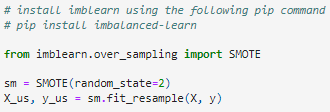 # install imblearn using the following pip command
# pip install imbalanced-learn
from imblearn.over_sampling import SMOTE
sm = SMOTE(random_state=2)
X_us, y_us = sm.fit_resample(X, y)